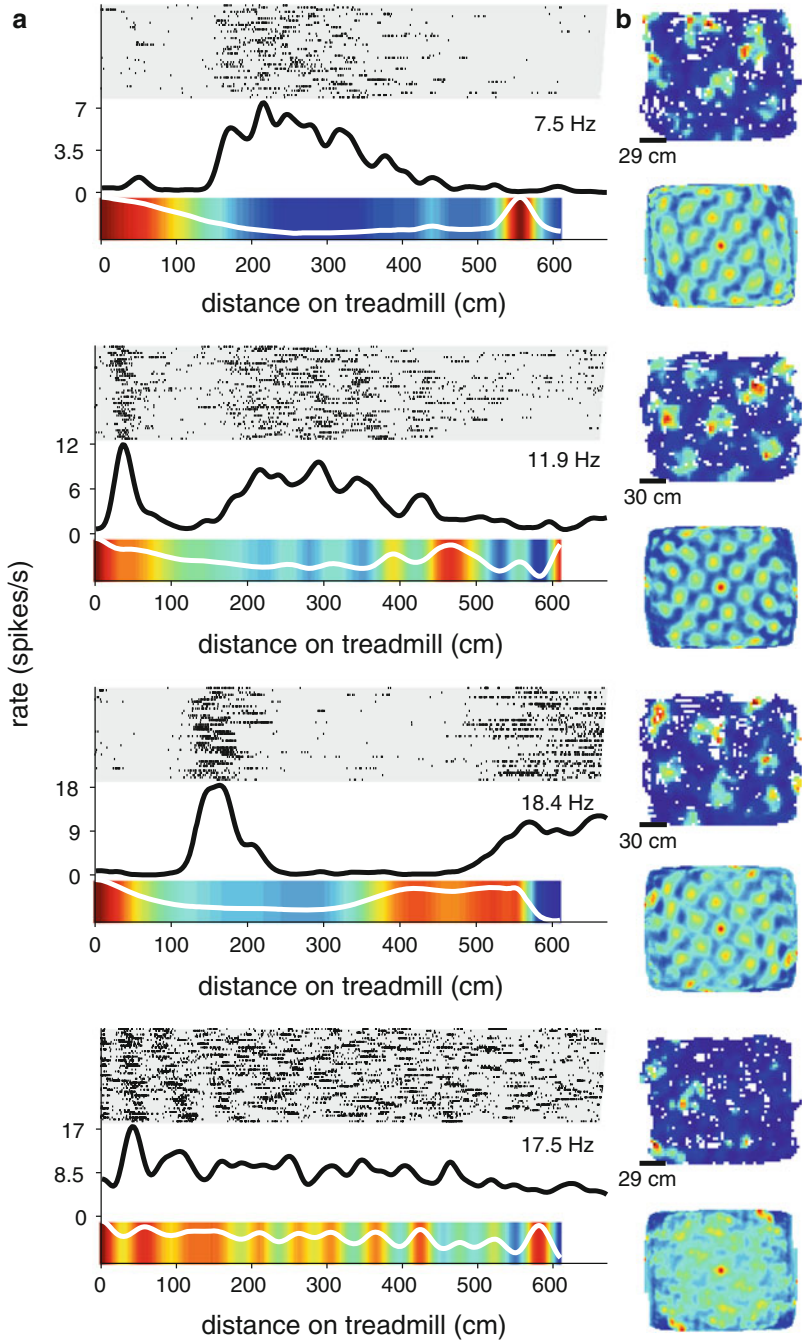 a
b
7
3.5
0
7.5 Hz
29 cm
0 100 200 300 400 500 600
distance on treadmill (cm)
12
6
0
11.9 Hz
30 cm
0 100 200 300 400 500 600
distance on treadmill (cm)
rate (spikes/s)
18
9
0
18.4 Hz
30 cm
0 100 200 300 400 500 600
distance on treadmill (cm)
17
8.5
0
17.5 Hz
29 cm
0 100 200 300 400 500 600
distance on treadmill (cm)